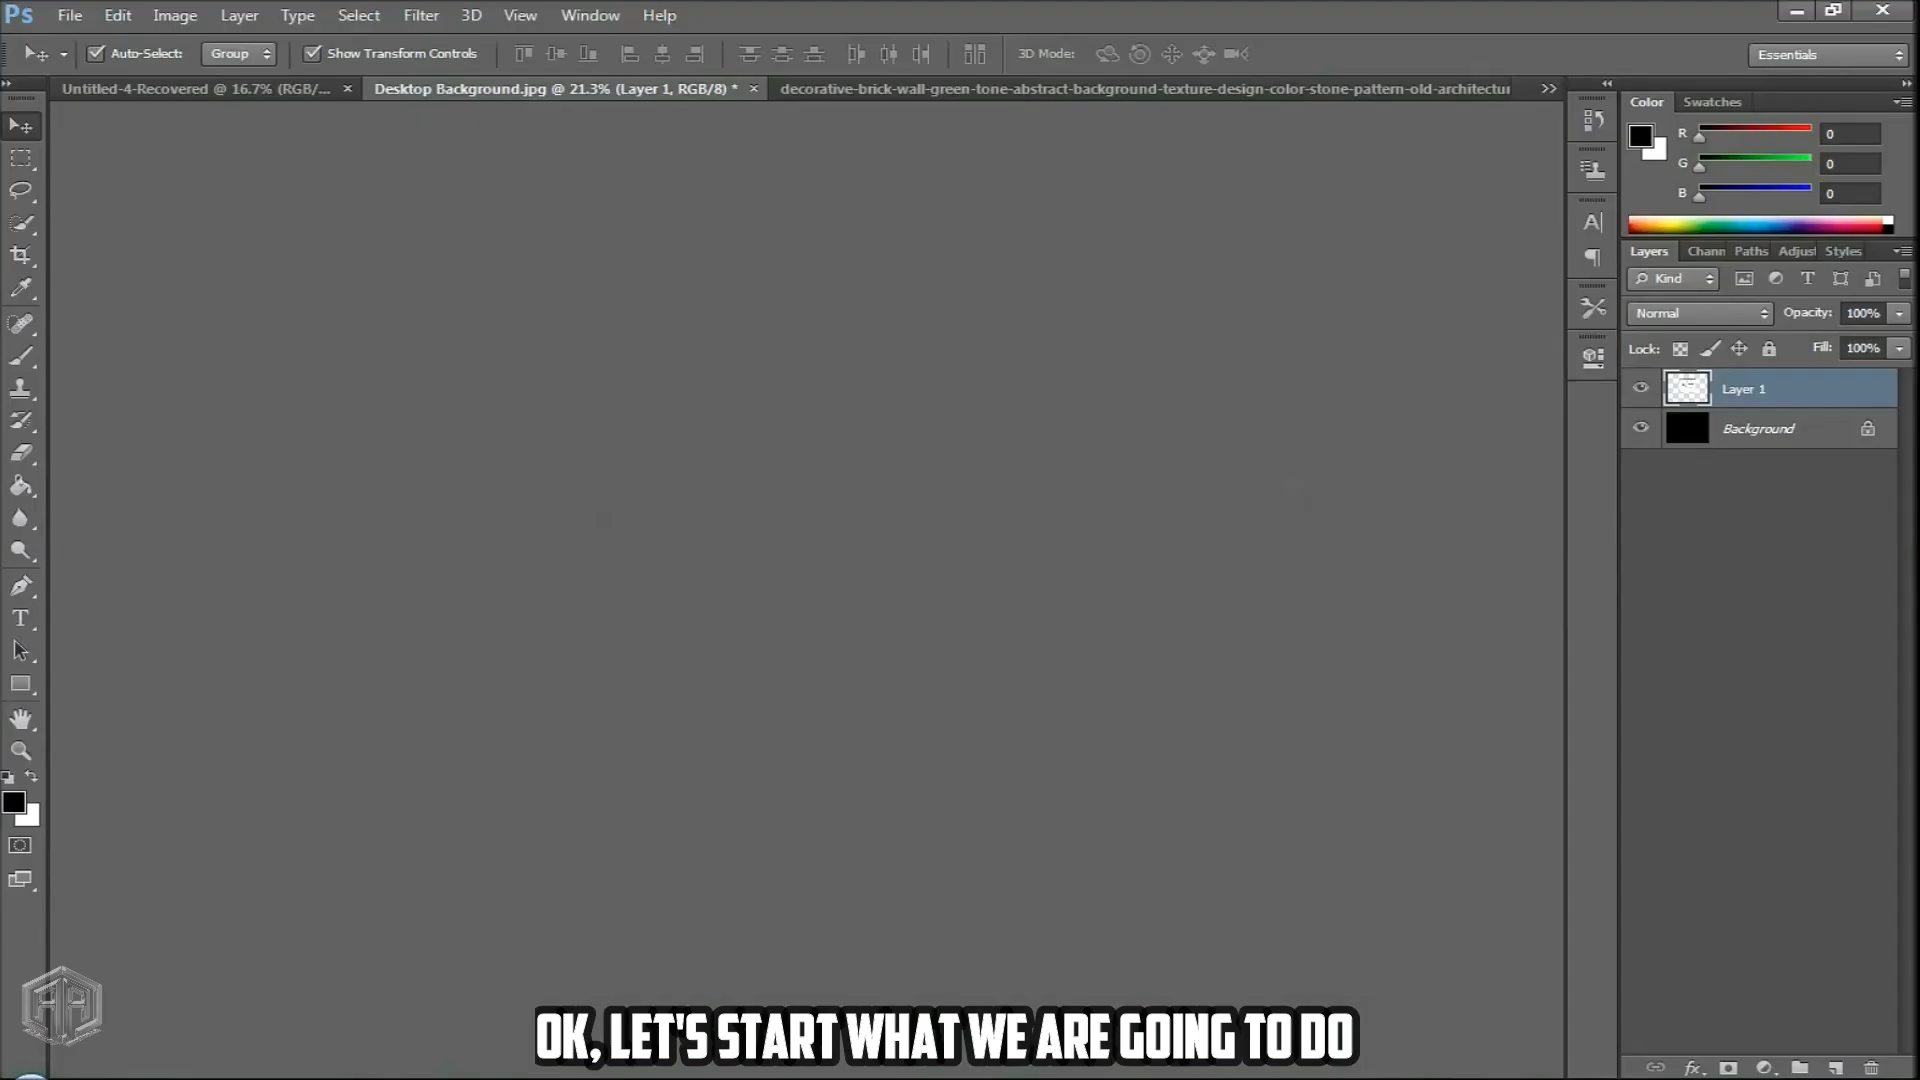 Ps File Edit Image Layer Type Select Filter 3D View Window Help
Auto-Select: Group Show Transform Controls 3D Mode: Essentials
Untitled-4-Recovered @ 16.7% (RGB/... × Desktop Background.jpg @ 21.3% (Layer 1, RGB/8) * × decorative-brick-wall-green-tone-abstract-background-texture-design-color-stone-pattern-old-architectur
Color Swatches
R 0
G 0
B 0
Layers Chann Paths Adjus Styles
Kind
Normal Opacity: 100%
Lock: Fill: 100%
Layer 1
Background
OK, LET'S START WHAT WE ARE GOING TO DO